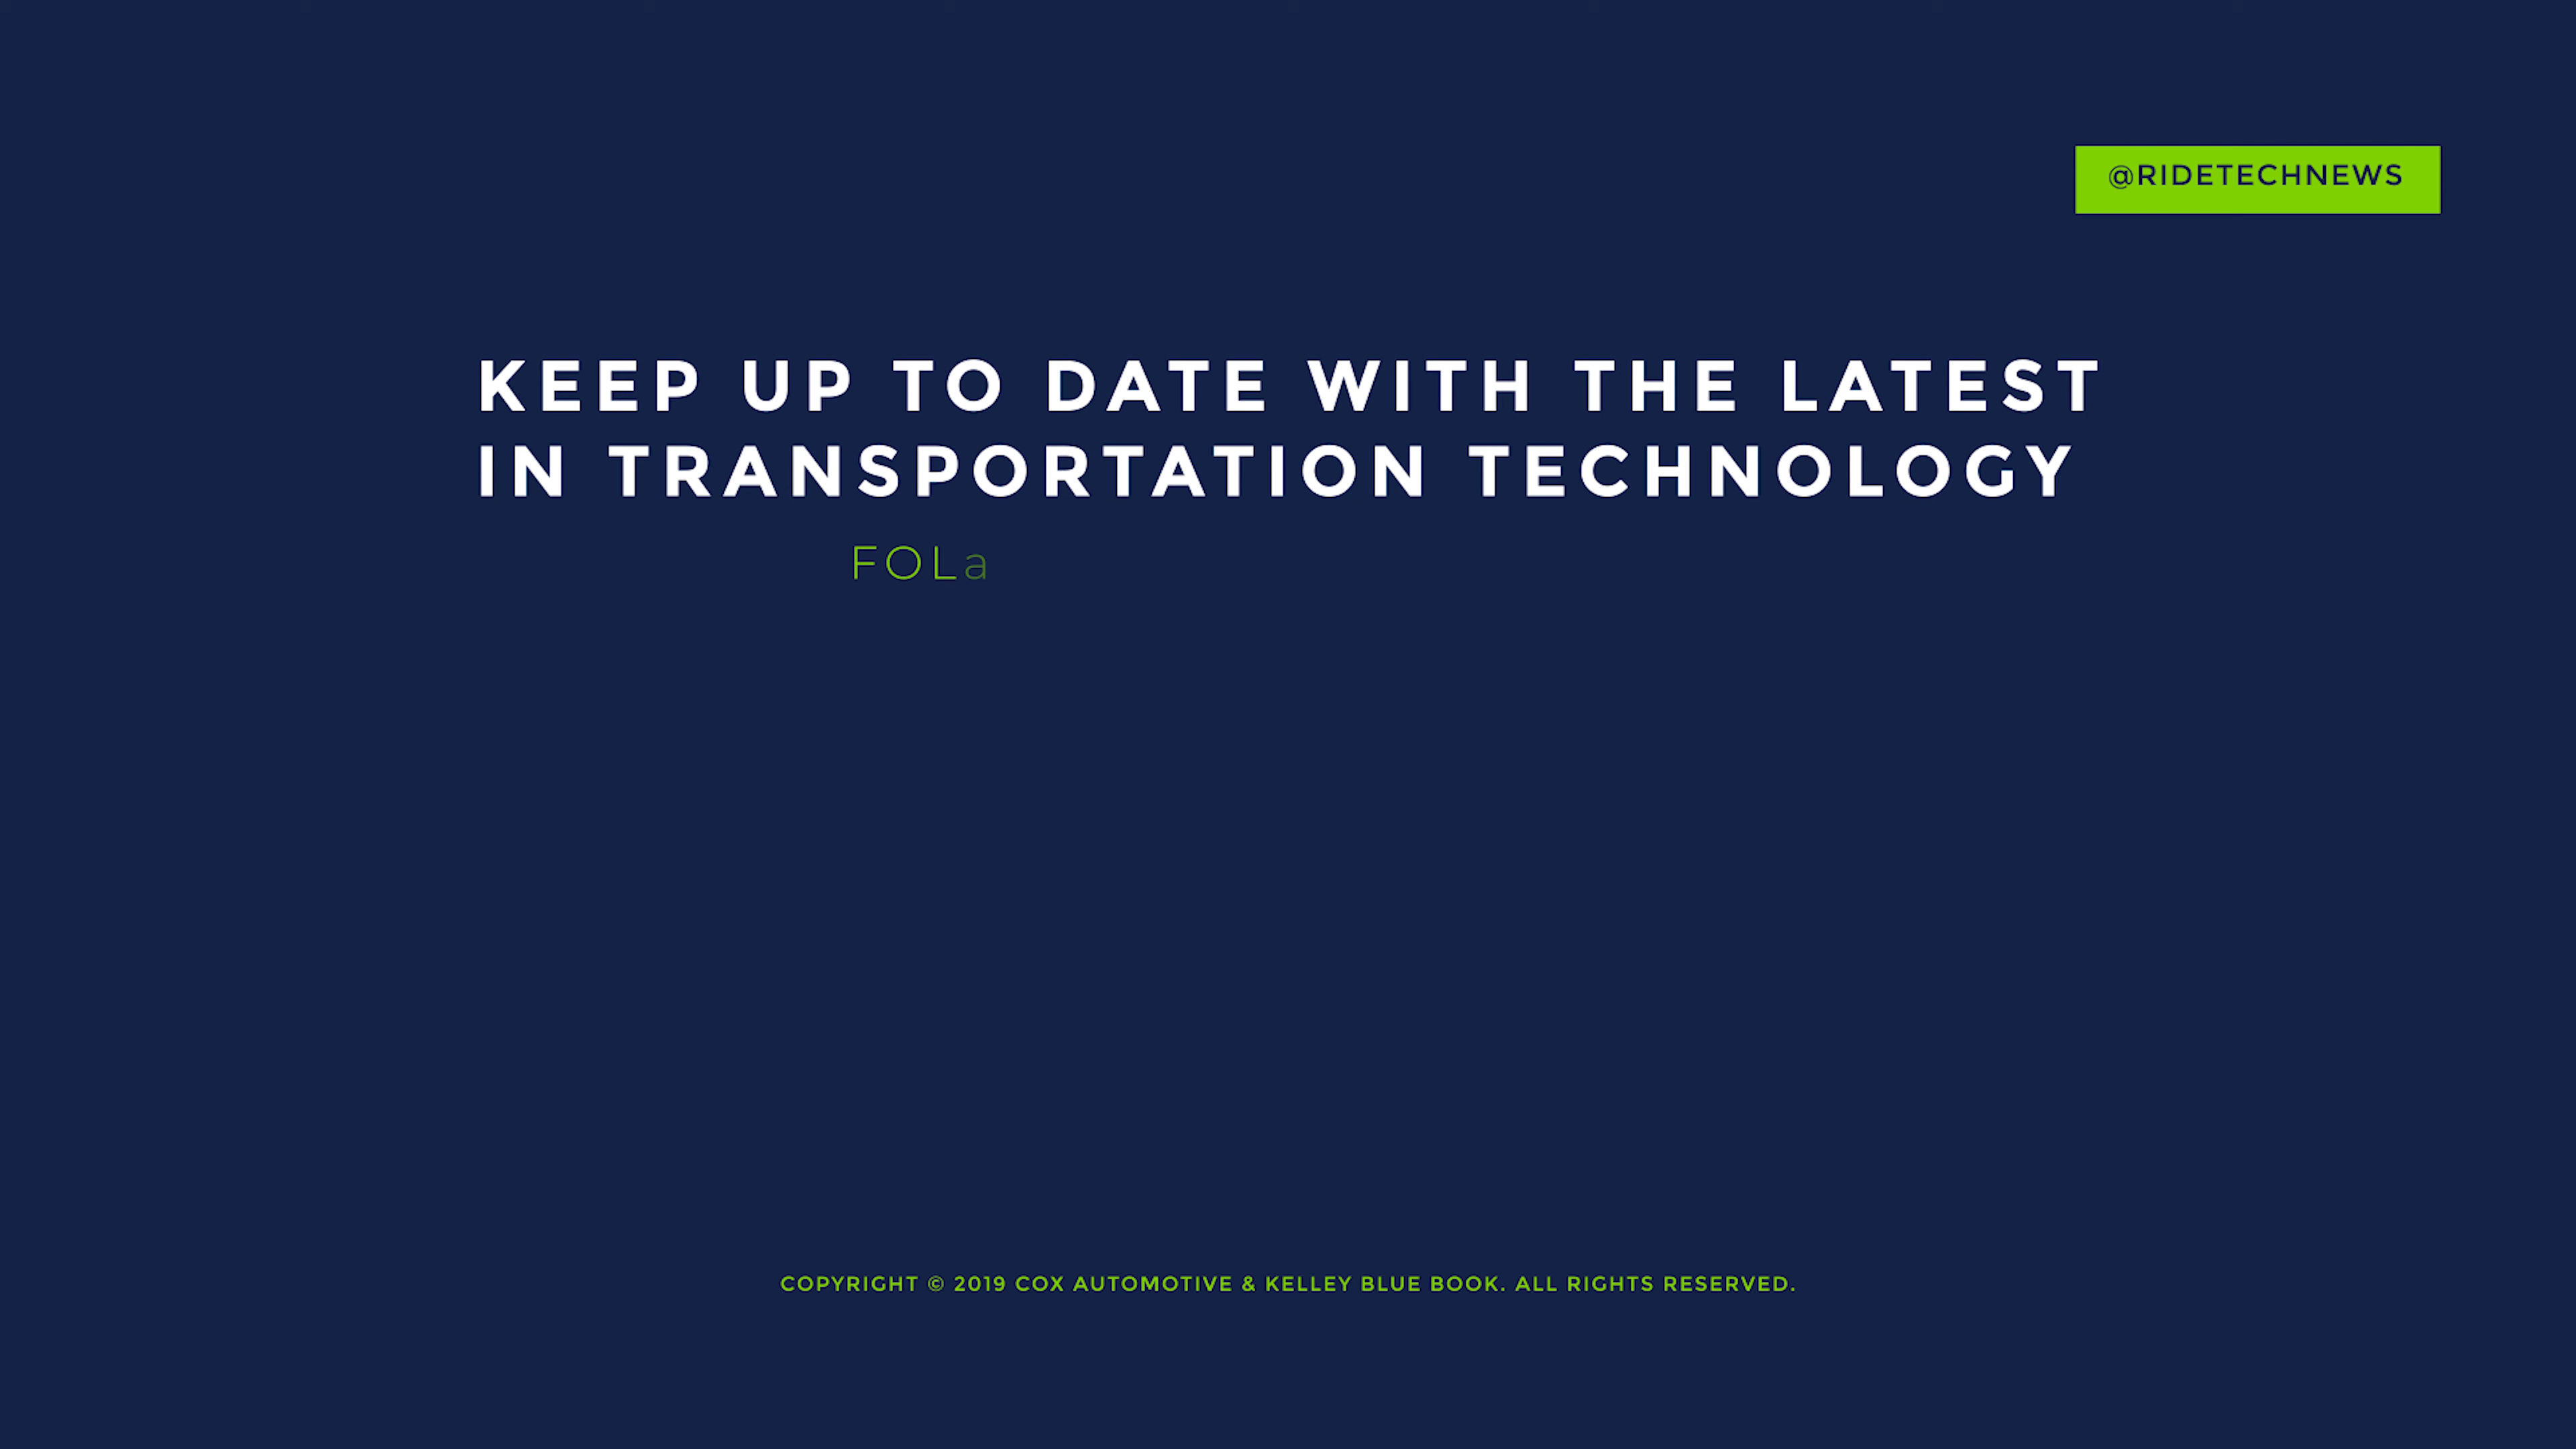 @RIDETECHNEWS
KEEP UP TO DATE WITH THE LATEST
IN TRANSPORTATION TECHNOLOGY
FOLa
COPYRIGHT © 2019 COX AUTOMOTIVE & KELLEY BLUE BOOK. ALL RIGHTS RESERVED.